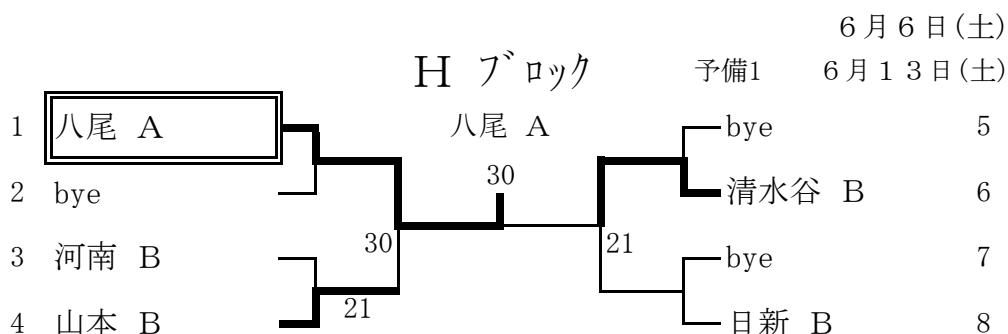 ６月６日(土)
Ｈ ブロック 予備1 ６月１３日(土)
1 八尾 Ａ 八尾 Ａ bye 5
30
2 bye 清水谷 Ｂ 6
30 21
3 河南 Ｂ bye 7
21
4 山本 Ｂ 日新 Ｂ 8